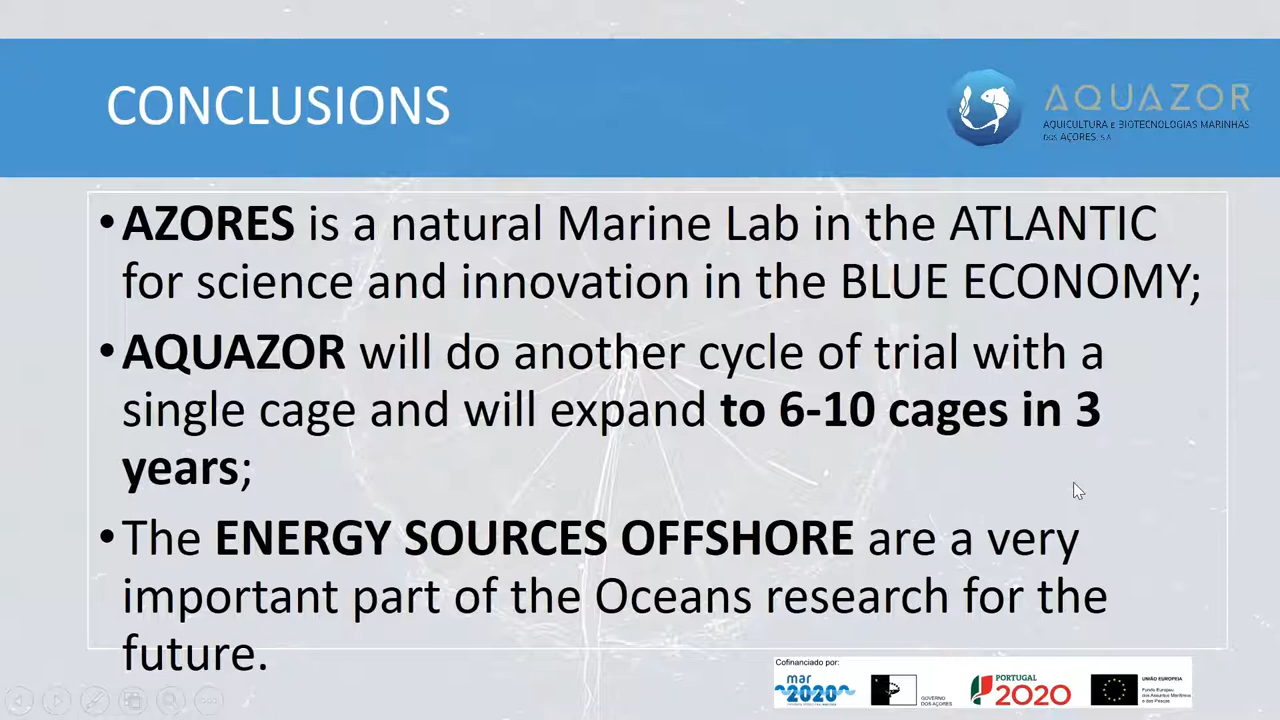 CONCLUSIONS
AQUAZOR
AQUICULTURA E BIOTECNOLOGIAS MARINHAS
DOS AÇORES, S.A.
•AZORES is a natural Marine Lab in the ATLANTIC
for science and innovation in the BLUE ECONOMY;
•AQUAZOR will do another cycle of trial with a
single cage and will expand to 6-10 cages in 3
years;
•The ENERGY SOURCES OFFSHORE are a very
important part of the Oceans research for the
future.
Cofinanciado por:
mar
2020
GOVERNO
DOS AÇORES
PORTUGAL
2020
UNIÃO EUROPEIA
Fundo Europeu
dos Assuntos Marítimos
e das Pescas